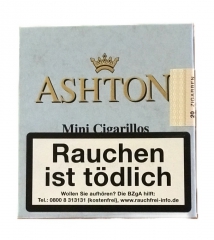 ASHTON
Mini Cigarillos
20 CIGARREN
Rauchen
ist tödlich
Wollen Sie aufhören? Die BZgA hilft:
Tel.: 0800 8 313131 (kostenfrei), www.rauchfrei-info.de